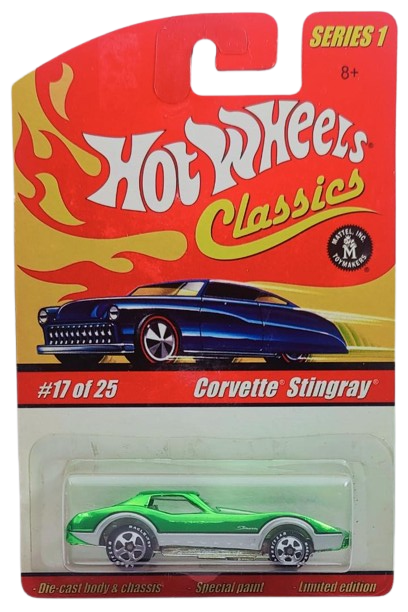 SERIES 1
8+
HOT WHEELS®
Classics
MATTEL, INC.
M
TOYMAKERS
®
#17 of 25
Corvette® Stingray®
Die-cast body & chassis
Special paint
Limited edition